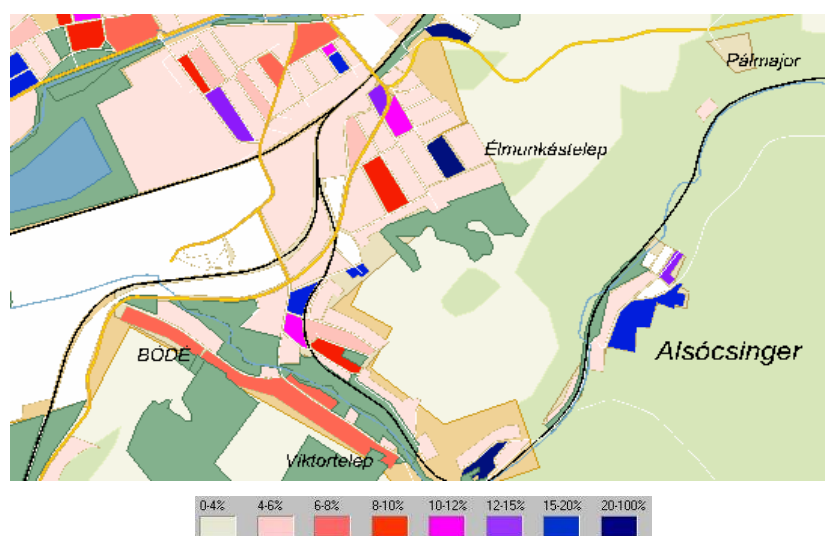 Pálmajor
Élmunkástelep
Alsócsinger
BÓDÉ
Viktortelep
0-4% 4-6% 6-8% 8-10% 10-12% 12-15% 15-20% 20-100%